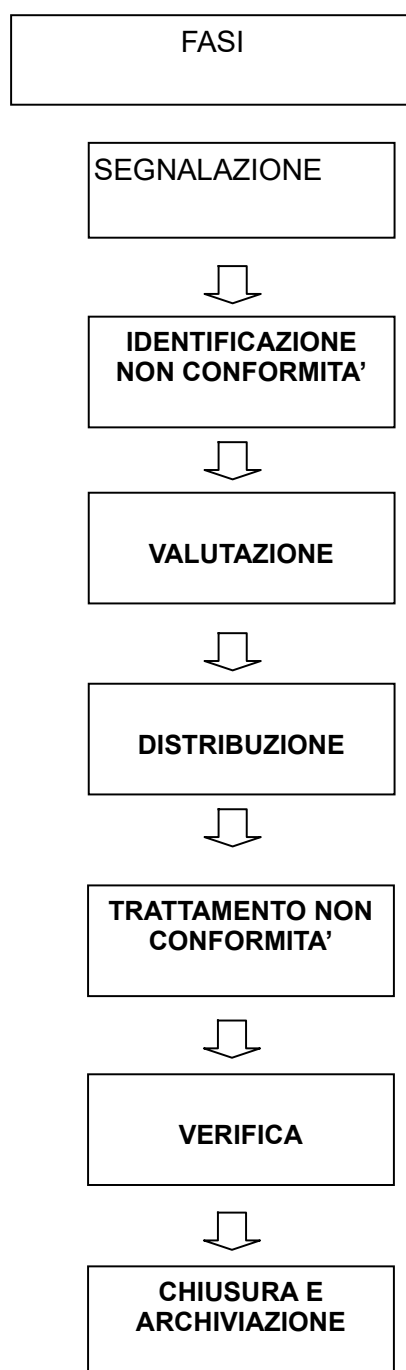 FASI
SEGNALAZIONE
IDENTIFICAZIONE
NON CONFORMITA’
VALUTAZIONE
DISTRIBUZIONE
TRATTAMENTO NON
CONFORMITA’
VERIFICA
CHIUSURA E
ARCHIVIAZIONE